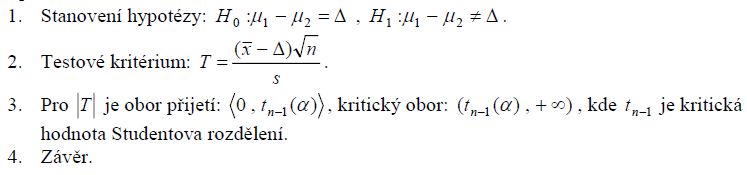 1. Stanovení hypotézy: H₀ :μ₁ − μ₂ = Δ , H₁ :μ₁ − μ₂ ≠ Δ .
2. Testové kritérium: T = (x̄ − Δ)√n / s .
3. Pro |T| je obor přijetí: ⟨0 , tₙ₋₁(α)⟩, kritický obor: (tₙ₋₁(α) , + ∞) , kde tₙ₋₁ je kritická
hodnota Studentova rozdělení.
4. Závěr.